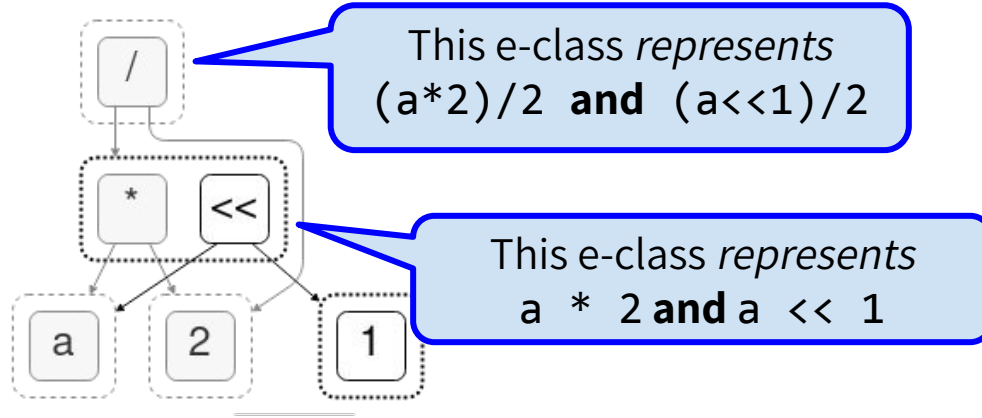 /
This e-class represents
(a*2)/2 and (a<<1)/2
* <<
This e-class represents
a * 2 and a << 1
a 2 1